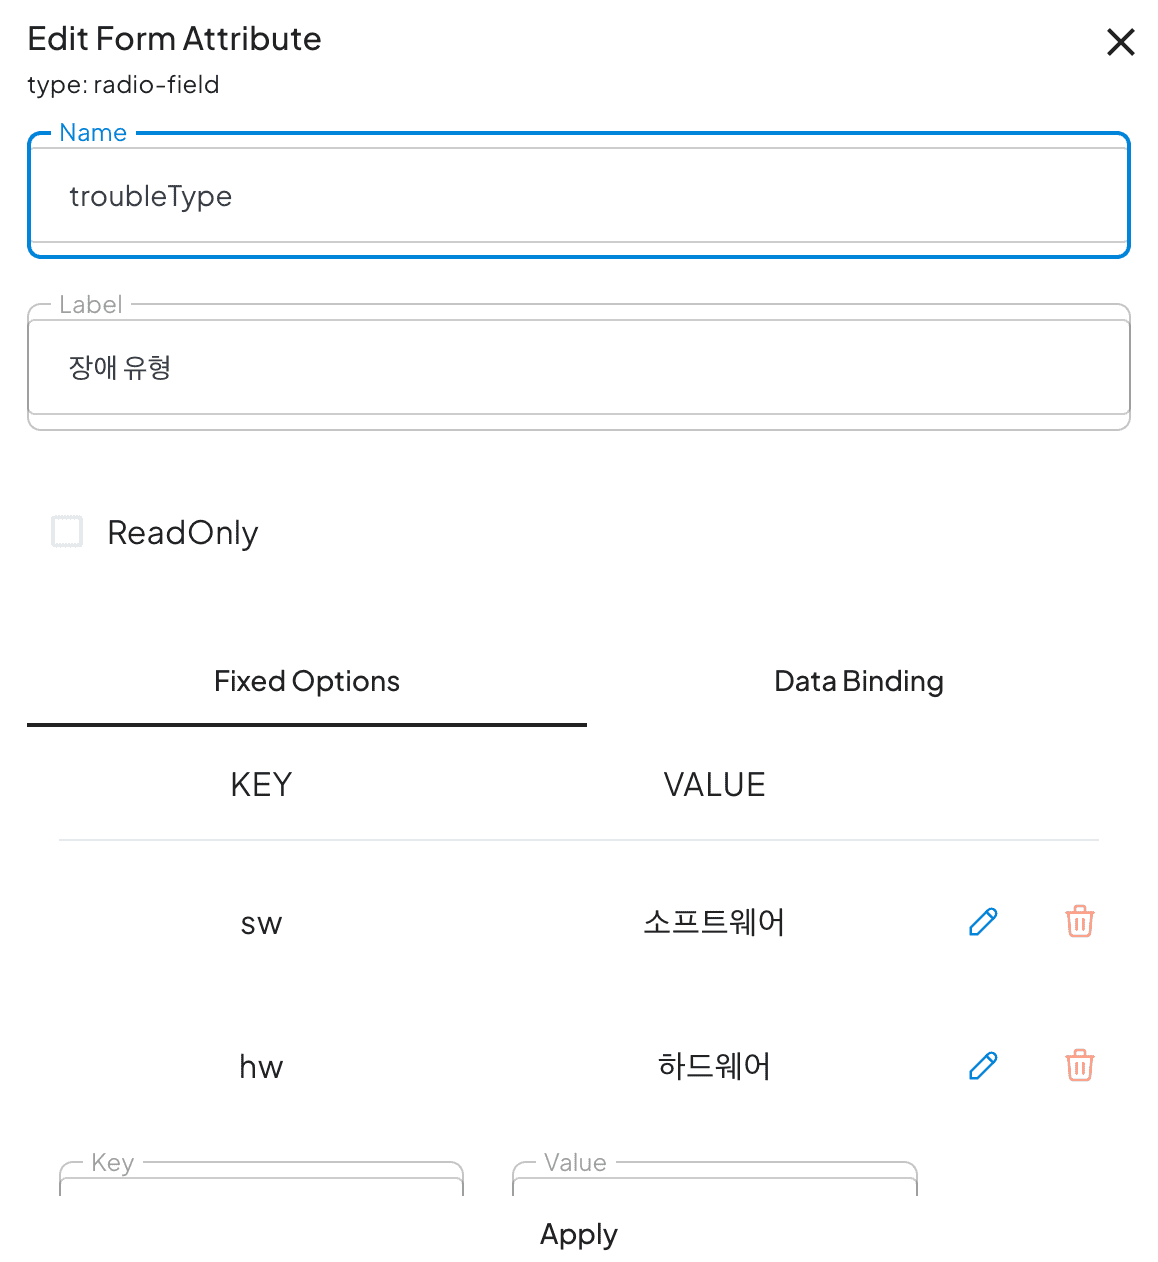 Edit Form Attribute
type: radio-field
Name
troubleType
Label
장애 유형
ReadOnly
Fixed Options Data Binding
KEY VALUE
sw 소프트웨어
hw 하드웨어
Key Value
Apply